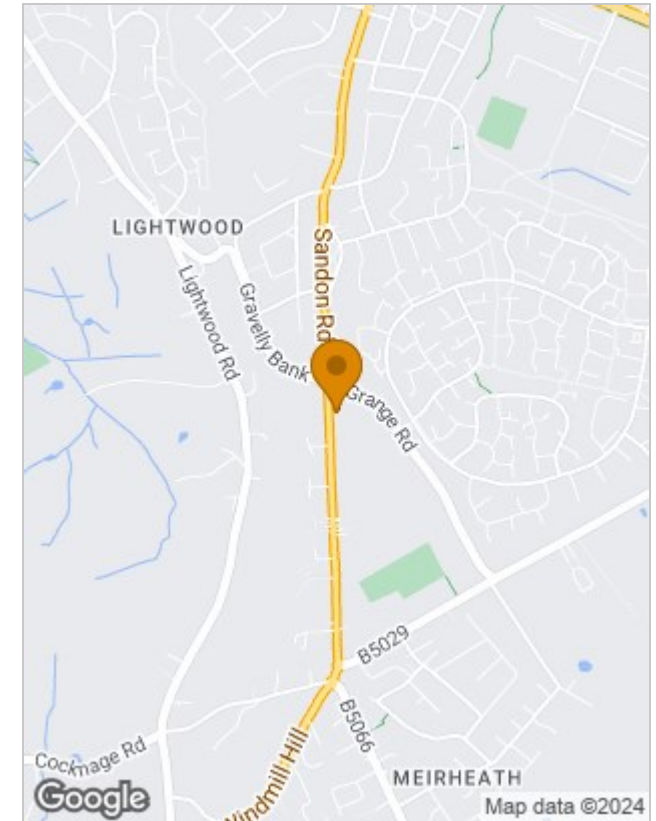 LIGHTWOOD
Sandon Rd
Lightwood Rd
Gravelly Bank
Grange Rd
B5029
B5066
Cockmage Rd
Windmill Hill
MEIRHEATH
Google
Map data ©2024